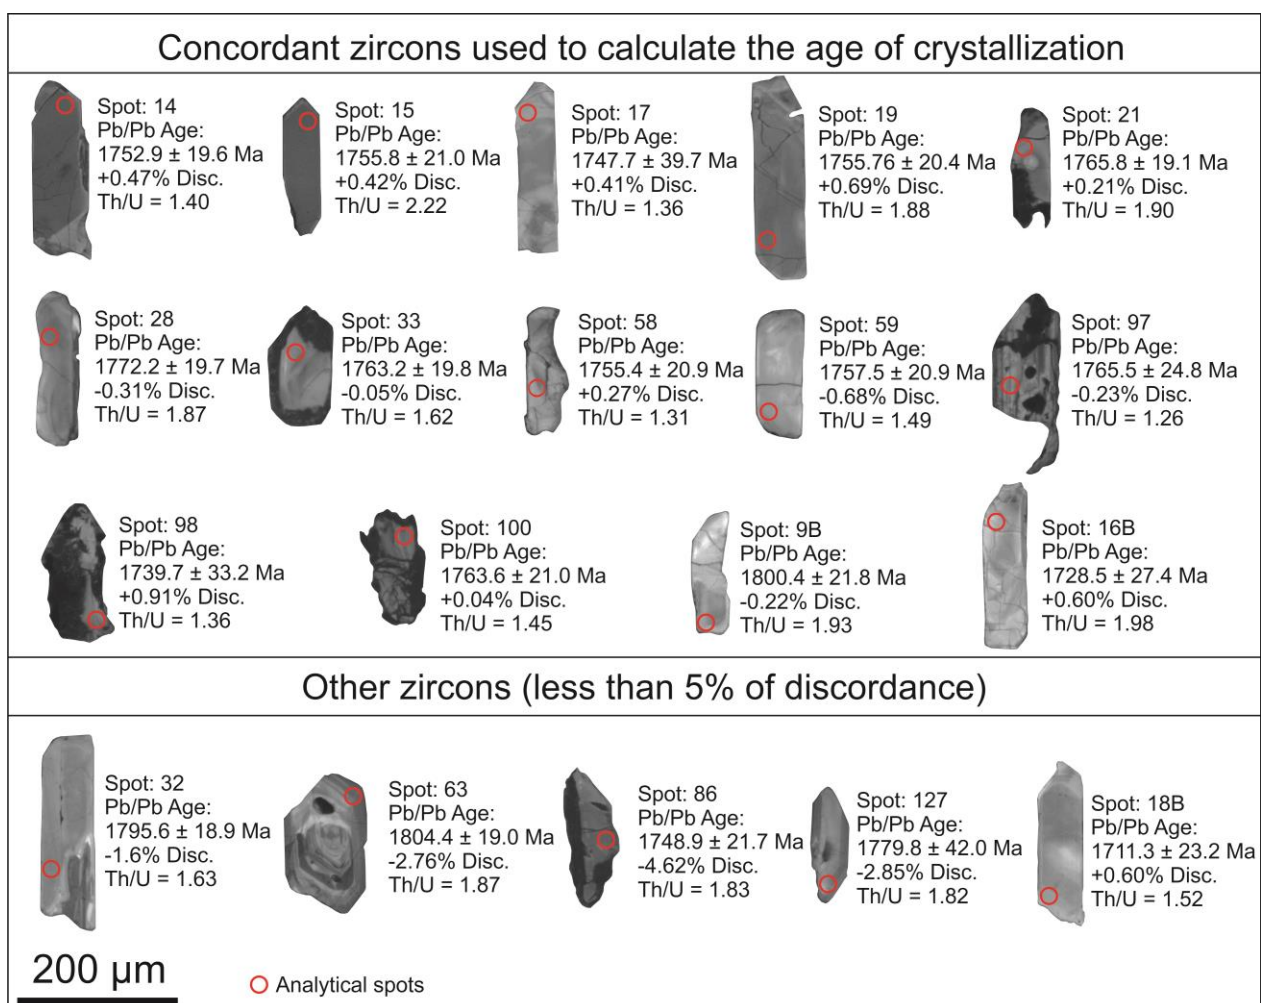 Concordant zircons used to calculate the age of crystallization
Spot: 14
Pb/Pb Age:
1752.9 ± 19.6 Ma
+0.47% Disc.
Th/U = 1.40
Spot: 15
Pb/Pb Age:
1755.8 ± 21.0 Ma
+0.42% Disc.
Th/U = 2.22
Spot: 17
Pb/Pb Age:
1747.7 ± 39.7 Ma
+0.41% Disc.
Th/U = 1.36
Spot: 19
Pb/Pb Age:
1755.76 ± 20.4 Ma
+0.69% Disc.
Th/U = 1.88
Spot: 21
Pb/Pb Age:
1765.8 ± 19.1 Ma
+0.21% Disc.
Th/U = 1.90
Spot: 28
Pb/Pb Age:
1772.2 ± 19.7 Ma
-0.31% Disc.
Th/U = 1.87
Spot: 33
Pb/Pb Age:
1763.2 ± 19.8 Ma
-0.05% Disc.
Th/U = 1.62
Spot: 58
Pb/Pb Age:
1755.4 ± 20.9 Ma
+0.27% Disc.
Th/U = 1.31
Spot: 59
Pb/Pb Age:
1757.5 ± 20.9 Ma
-0.68% Disc.
Th/U = 1.49
Spot: 97
Pb/Pb Age:
1765.5 ± 24.8 Ma
-0.23% Disc.
Th/U = 1.26
Spot: 98
Pb/Pb Age:
1739.7 ± 33.2 Ma
+0.91% Disc.
Th/U = 1.36
Spot: 100
Pb/Pb Age:
1763.6 ± 21.0 Ma
+0.04% Disc.
Th/U = 1.45
Spot: 9B
Pb/Pb Age:
1800.4 ± 21.8 Ma
-0.22% Disc.
Th/U = 1.93
Spot: 16B
Pb/Pb Age:
1728.5 ± 27.4 Ma
+0.60% Disc.
Th/U = 1.98
Other zircons (less than 5% of discordance)
Spot: 32
Pb/Pb Age:
1795.6 ± 18.9 Ma
-1.6% Disc.
Th/U = 1.63
Spot: 63
Pb/Pb Age:
1804.4 ± 19.0 Ma
-2.76% Disc.
Th/U = 1.87
Spot: 86
Pb/Pb Age:
1748.9 ± 21.7 Ma
-4.62% Disc.
Th/U = 1.83
Spot: 127
Pb/Pb Age:
1779.8 ± 42.0 Ma
-2.85% Disc.
Th/U = 1.82
Spot: 18B
Pb/Pb Age:
1711.3 ± 23.2 Ma
+0.60% Disc.
Th/U = 1.52
200 µm
Analytical spots